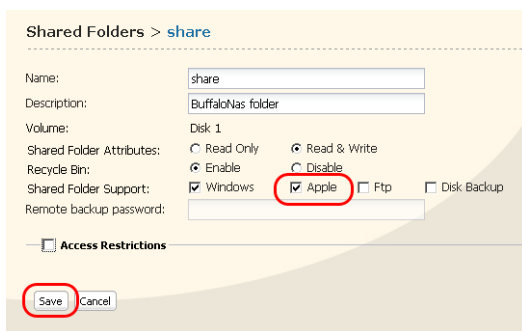 Shared Folders > share
Name: share
Description: BuffaloNas folder
Volume: Disk 1
Shared Folder Attributes: Read Only Read & Write
Recycle Bin: Enable Disable
Shared Folder Support: Windows Apple Ftp Disk Backup
Remote backup password:
Access Restrictions
Save Cancel